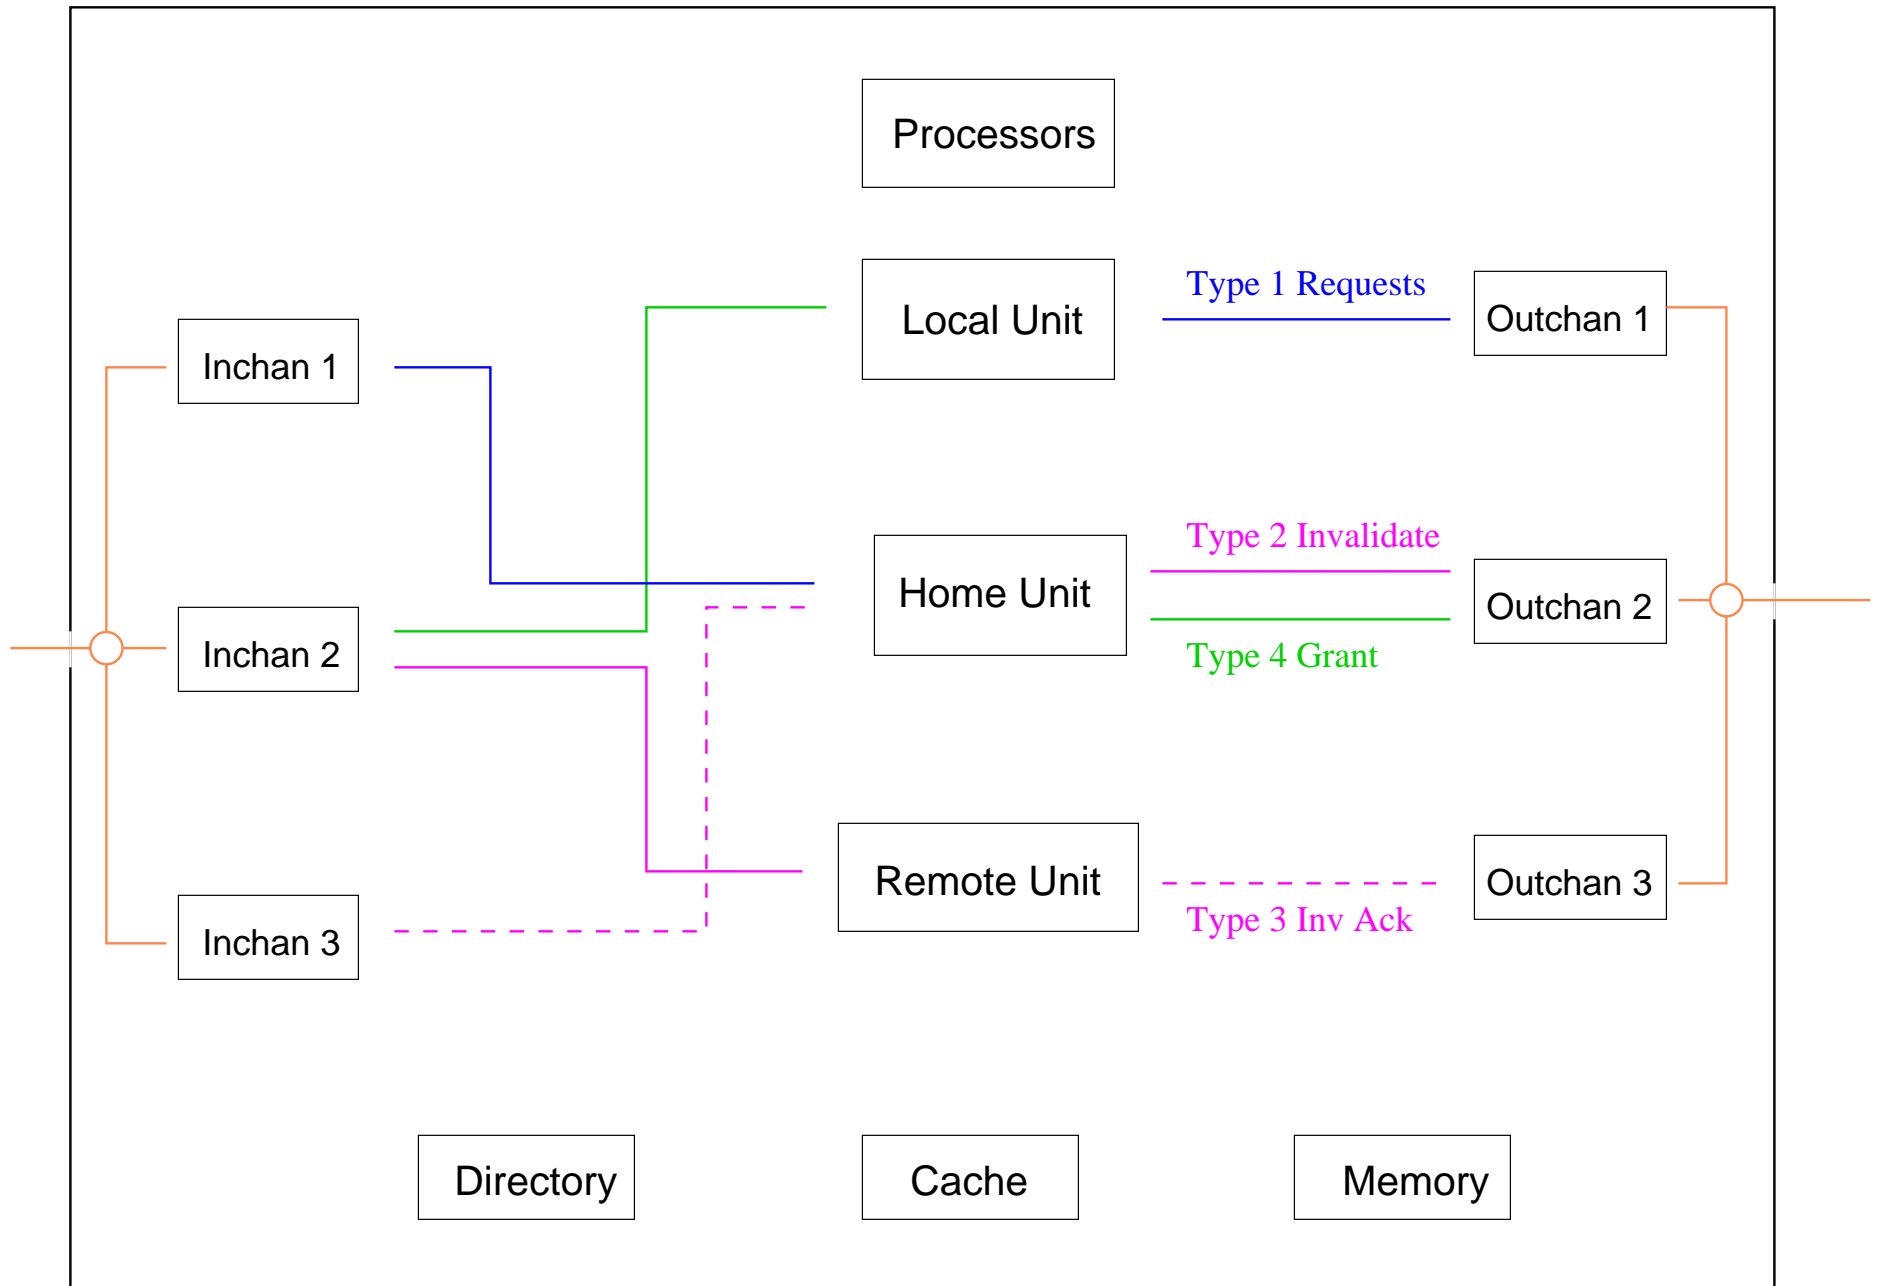 Processors
Local Unit
Type 1 Requests
Outchan 1
Inchan 1
Type 2 Invalidate
Home Unit
Outchan 2
Inchan 2
Type 4 Grant
Remote Unit
Outchan 3
Type 3 Inv Ack
Inchan 3
Directory
Cache
Memory